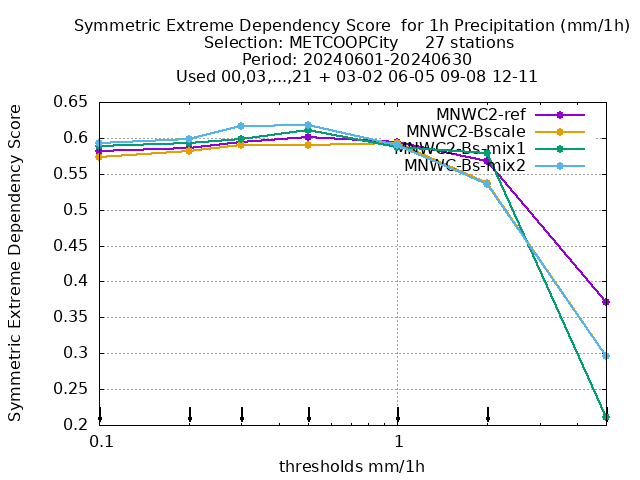 Symmetric Extreme Dependency Score  for 1h Precipitation (mm/1h)
Selection: METCOOPCity     27 stations
Period: 20240601-20240630
Used 00,03,...,21 + 03-02 06-05 09-08 12-11
Symmetric Extreme Dependency Score
0.65
0.6
0.55
0.5
0.45
0.4
0.35
0.3
0.25
0.2
MNWC2-ref
MNWC2-Bscale
MNWC2-Bs-mix1
MNWC-Bs-mix2
0.1
1
thresholds mm/1h